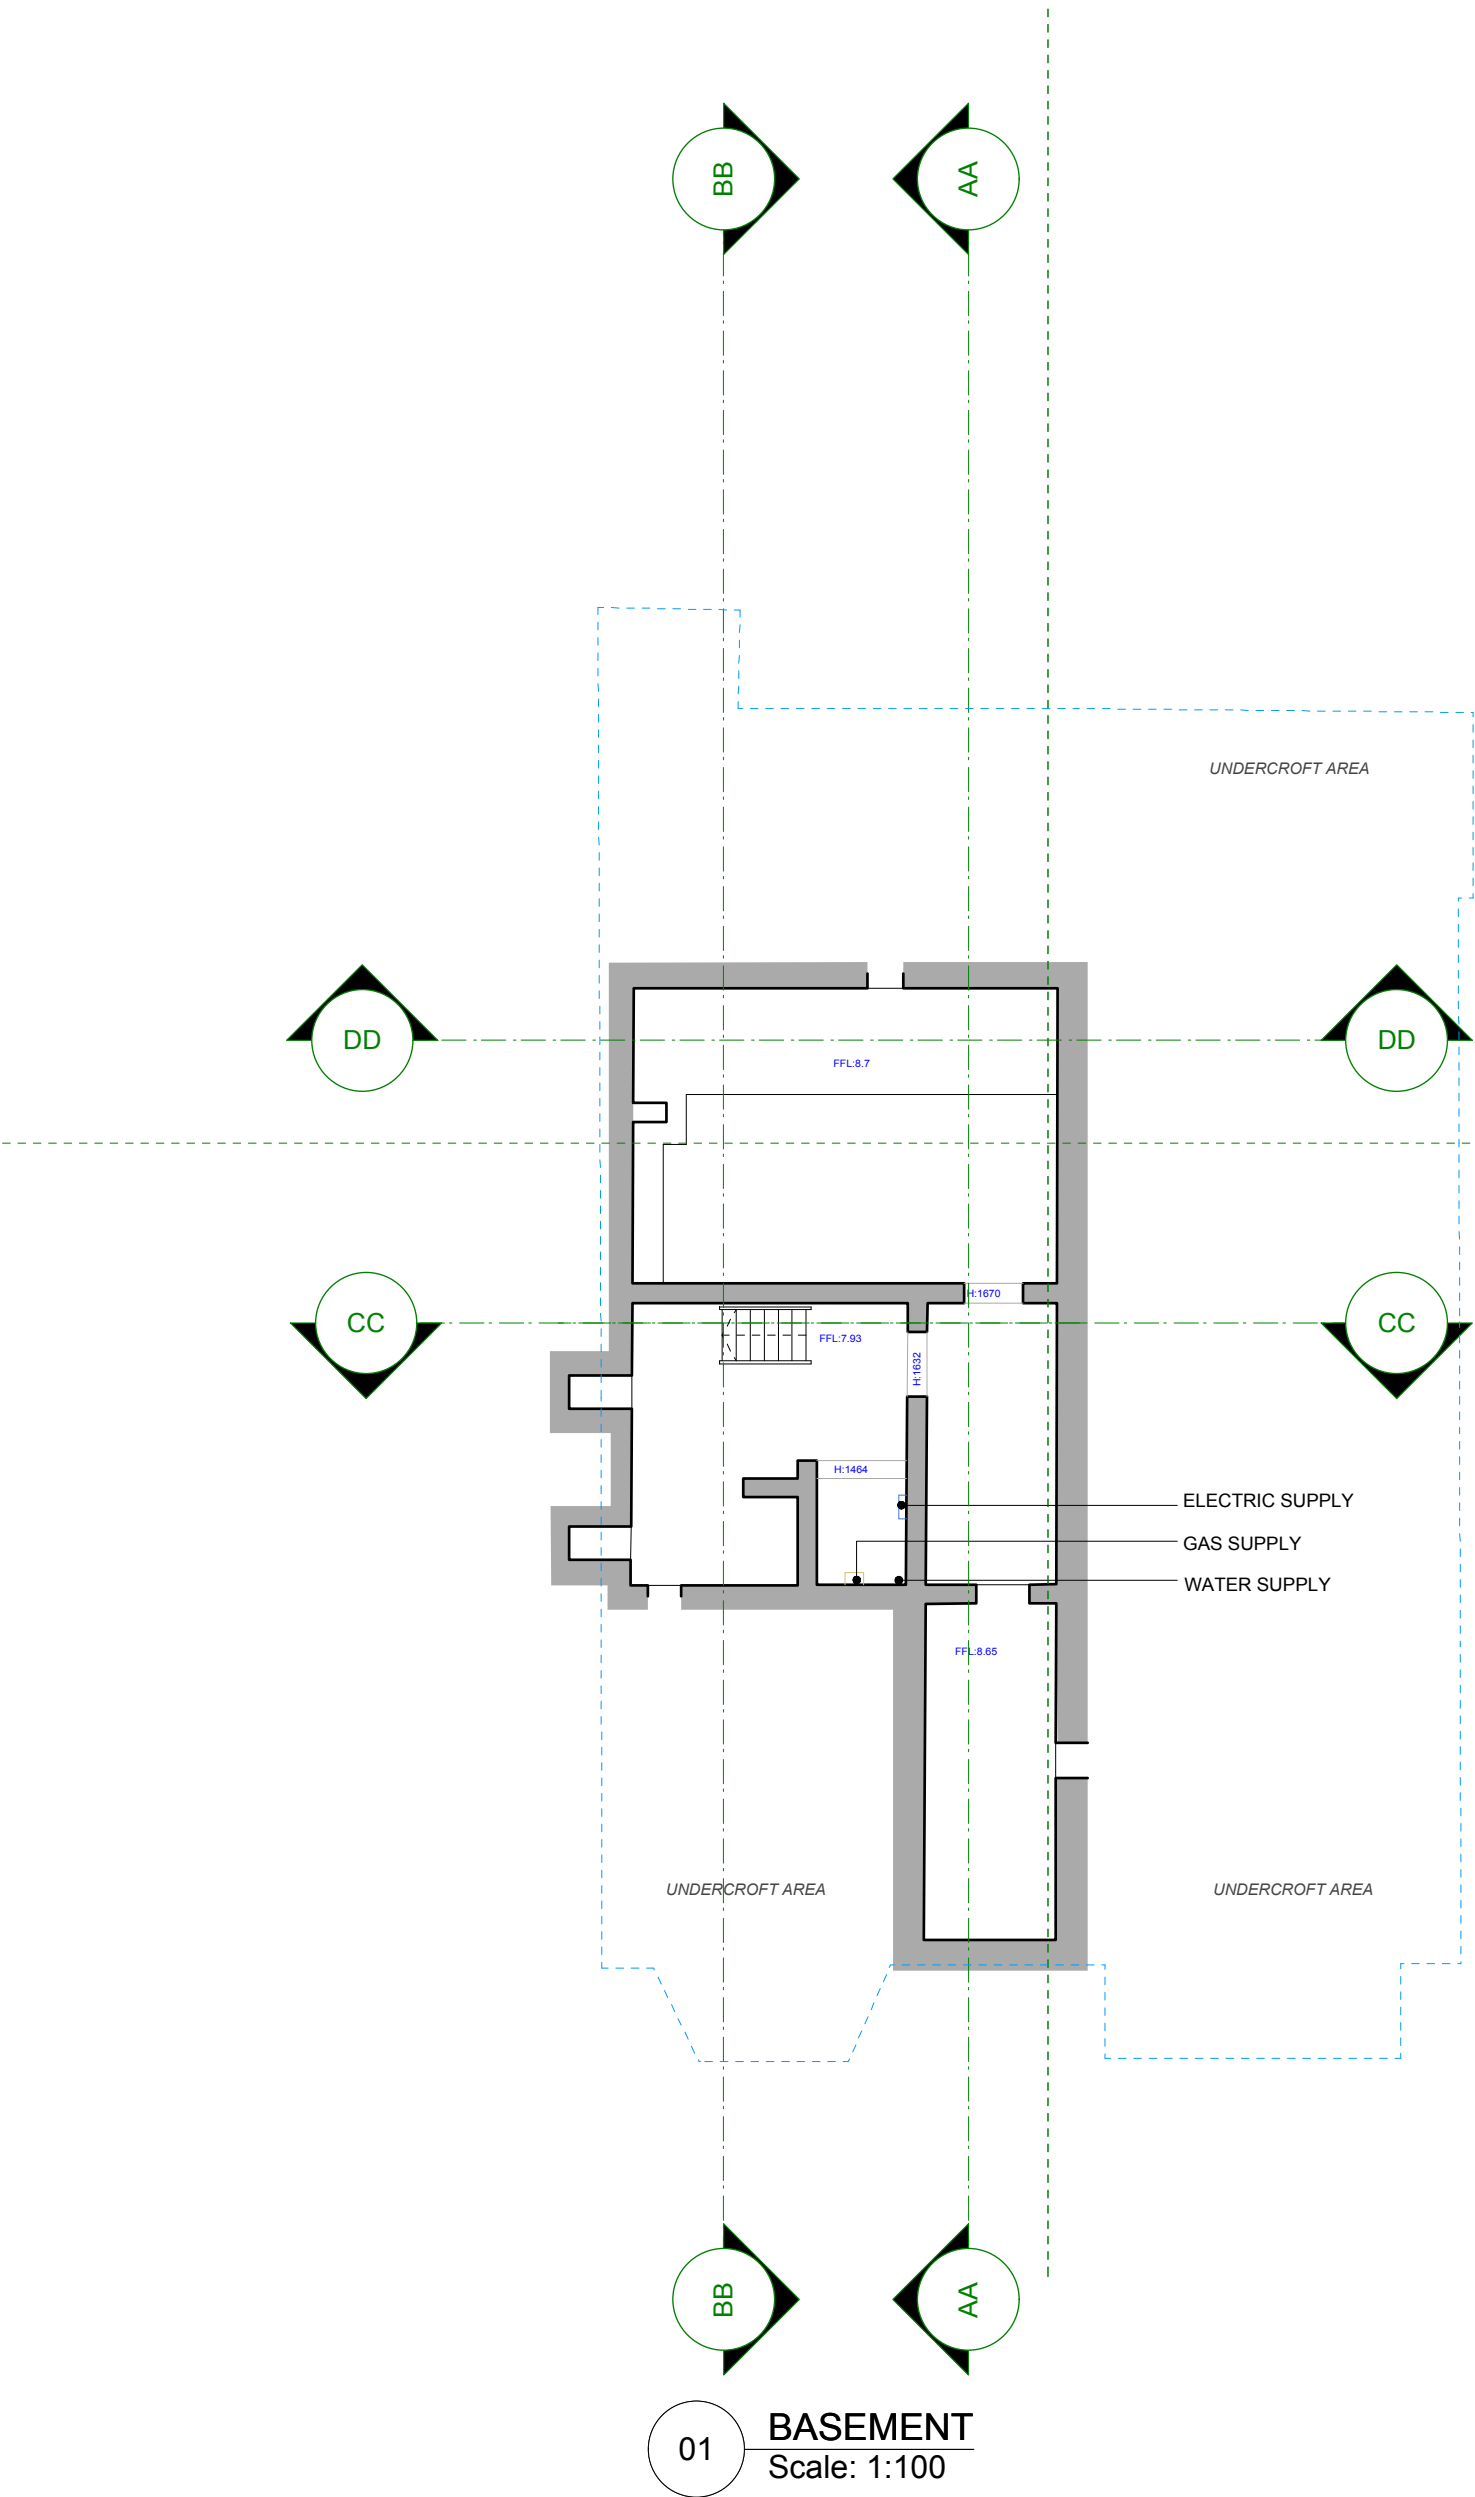 BB
AA
UNDERCROFT AREA
DD
DD
FFL:8.7
H:1670
CC
CC
FFL:7.93
H:1632
H:1464
ELECTRIC SUPPLY
GAS SUPPLY
WATER SUPPLY
FFL:8.65
UNDERCROFT AREA
UNDERCROFT AREA
BB
AA
01
BASEMENT
Scale: 1:100